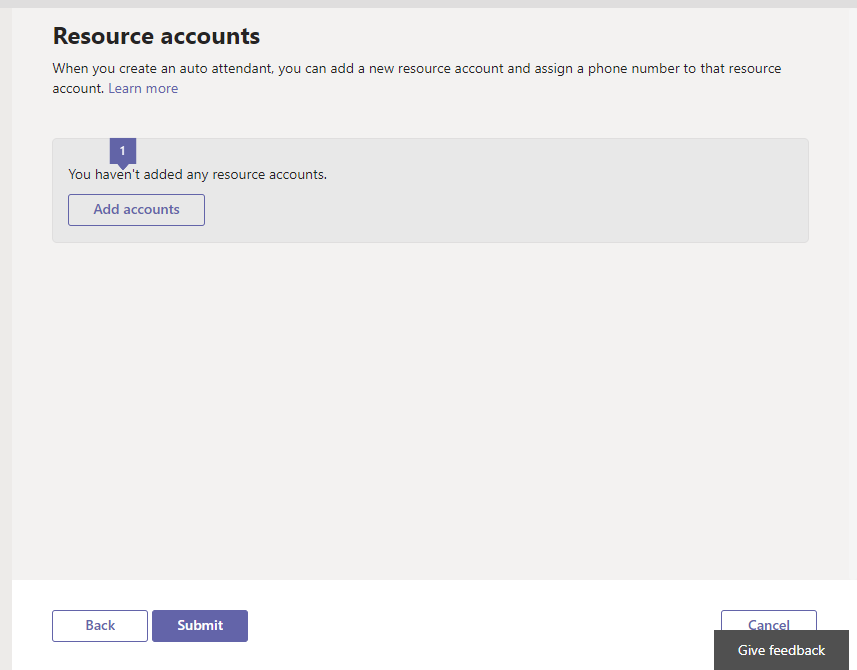 Resource accounts
When you create an auto attendant, you can add a new resource account and assign a phone number to that resource
account. Learn more
1
You haven't added any resource accounts.
Add accounts
Back
Submit
Cancel
Give feedback